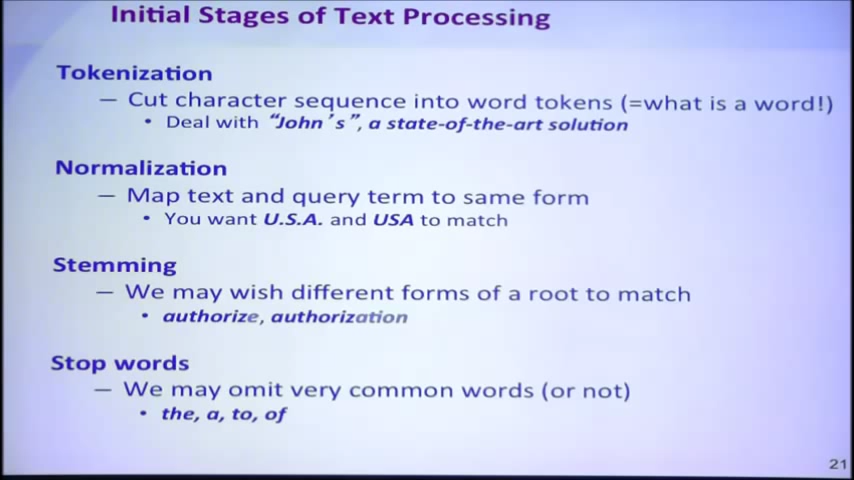 Initial Stages of Text Processing
Tokenization
— Cut character sequence into word tokens (=what is a word!)
• Deal with “John’s”, a state-of-the-art solution
Normalization
— Map text and query term to same form
• You want U.S.A. and USA to match
Stemming
— We may wish different forms of a root to match
• authorize, authorization
Stop words
— We may omit very common words (or not)
• the, a, to, of
21